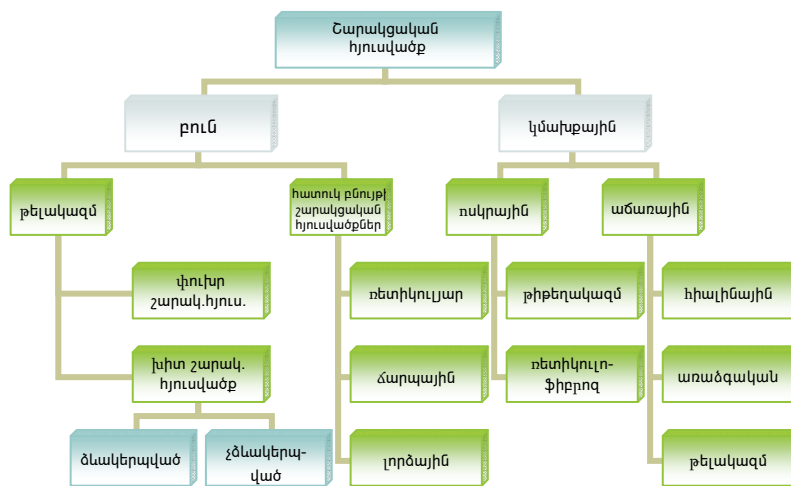 Շարակցական
հյուսվածք
բուն
կմախքային
թելակազմ
հատուկ բնույթի
շարակցական
հյուսվածքներ
ոսկրային
աճառային
փուխր
շարակ.հյուս.
ռետիկուլյար
թիթեղակազմ
հիալինային
խիտ շարակ.
հյուսվածք
ճարպային
ռետիկուլո-
ֆիբրոզ
առաձգական
ձևակերպված
չձևակերպ-
ված
լորձային
թելակազմ